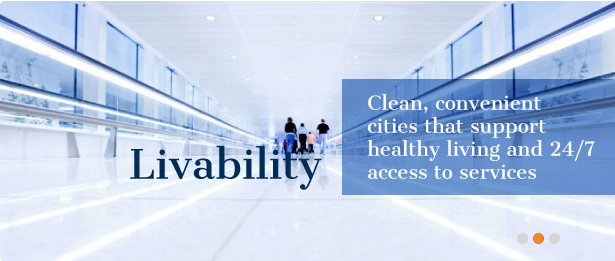 Livability
Clean, convenient
cities that support
healthy living and 24/7
access to services